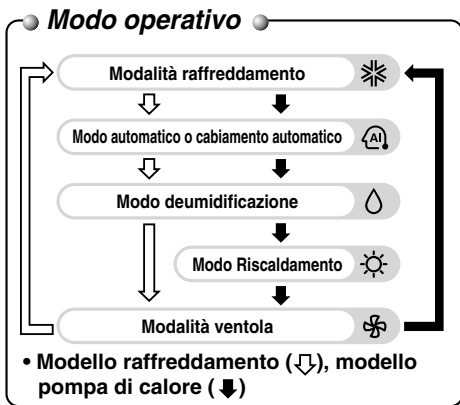 Modo operativo
Modalità raffreddamento
Modo automatico o cabiamento automatico
AI
Modo deumidificazione
Modo Riscaldamento
Modalità ventola
• Modello raffreddamento (⇩), modello
pompa di calore (⬇)